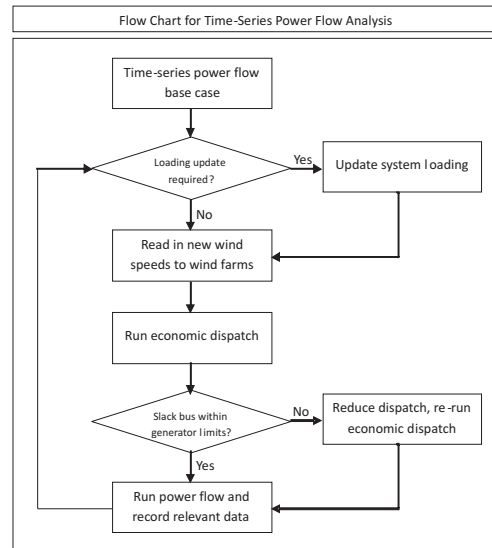 Flow Chart for Time-Series Power Flow Analysis
Time-series power flow
base case
Loading update
required?
Yes
Update system loading
No
Read in new wind
speeds to wind farms
Run economic dispatch
Slack bus within
generator limits?
No
Reduce dispatch, re-run
economic dispatch
Yes
Run power flow and
record relevant data